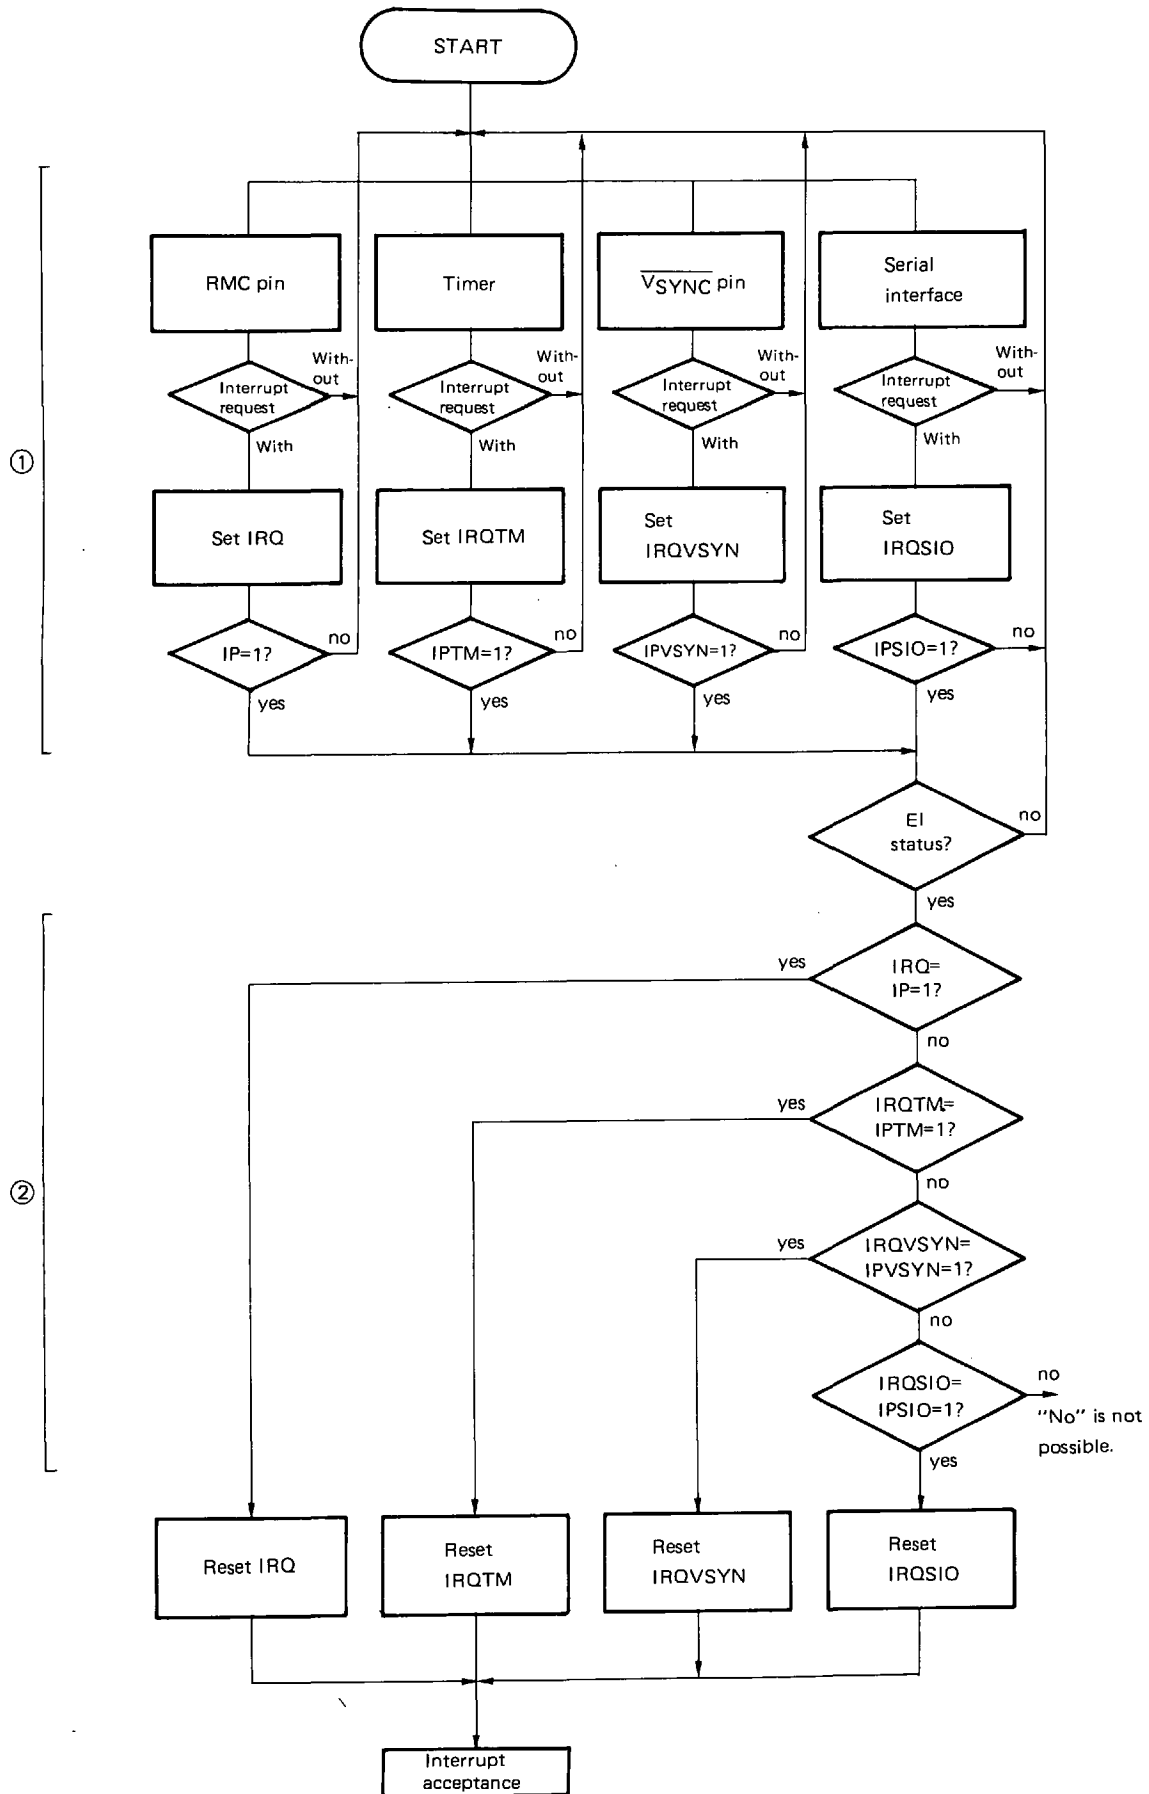 START
RMC pin
Timer
VSYNC pin
Serial
interface
With-
out
With-
out
With-
out
With-
out
Interrupt
request
Interrupt
request
Interrupt
request
Interrupt
request
With
With
With
With
①
Set IRQ
Set IRQTM
Set
IRQVSYN
Set
IRQSIO
IP=1?
no
IPTM=1?
no
IPVSYN=1?
no
IPSIO=1?
no
yes
yes
yes
yes
EI
status?
no
yes
yes
IRQ=
IP=1?
no
yes
IRQTM=
IPTM=1?
no
②
yes
IRQVSYN=
IPVSYN=1?
no
IRQSIO=
IPSIO=1?
no
"No" is not
possible.
yes
Reset IRQ
Reset
IRQTM
Reset
IRQVSYN
Reset
IRQSIO
Interrupt
acceptance